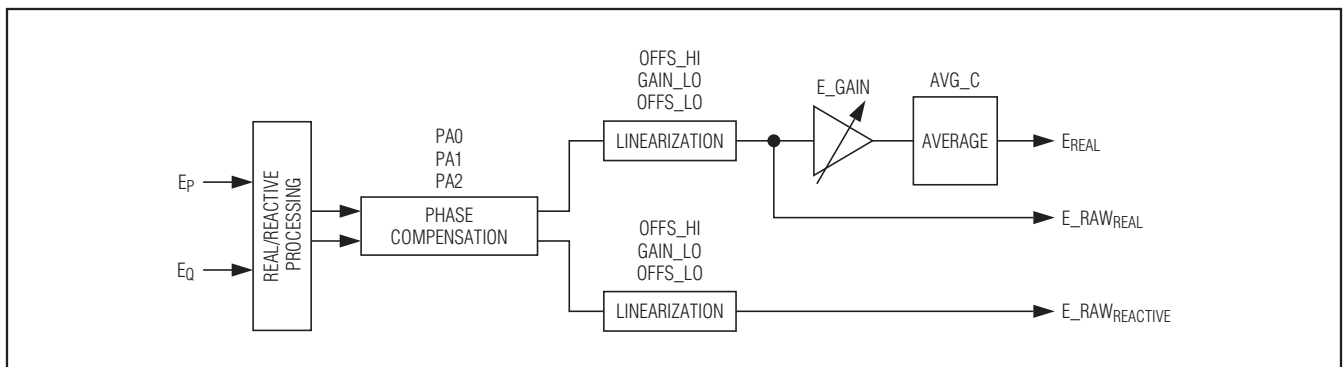 EP
EQ
REAL/REACTIVE
PROCESSING
PA0
PA1
PA2
PHASE
COMPENSATION
OFFS_HI
GAIN_LO
OFFS_LO
LINEARIZATION
E_GAIN
AVG_C
AVERAGE
EREAL
E_RAWREAL
OFFS_HI
GAIN_LO
OFFS_LO
LINEARIZATION
E_RAWREACTIVE